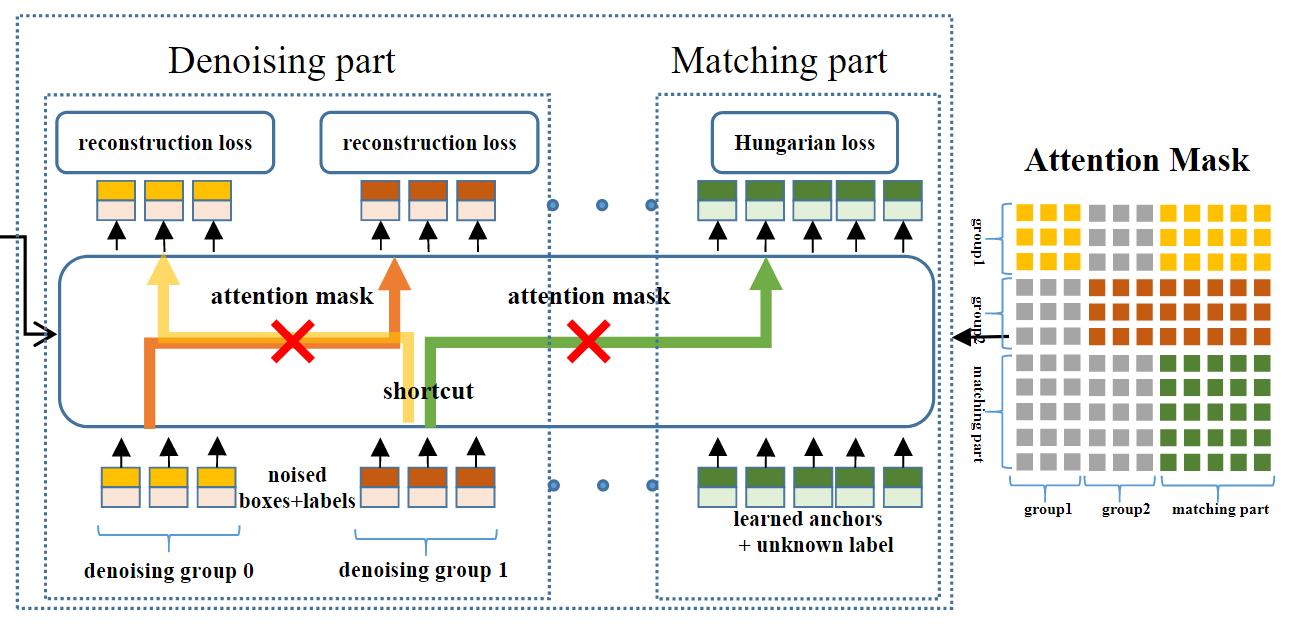 Denoising part
Matching part
reconstruction loss
reconstruction loss
Hungarian loss
Attention Mask
attention mask
attention mask
shortcut
noised
boxes+labels
learned anchors
+ unknown label
denoising group 0
denoising group 1
group1
group2
matching part
group1
group2
matching part